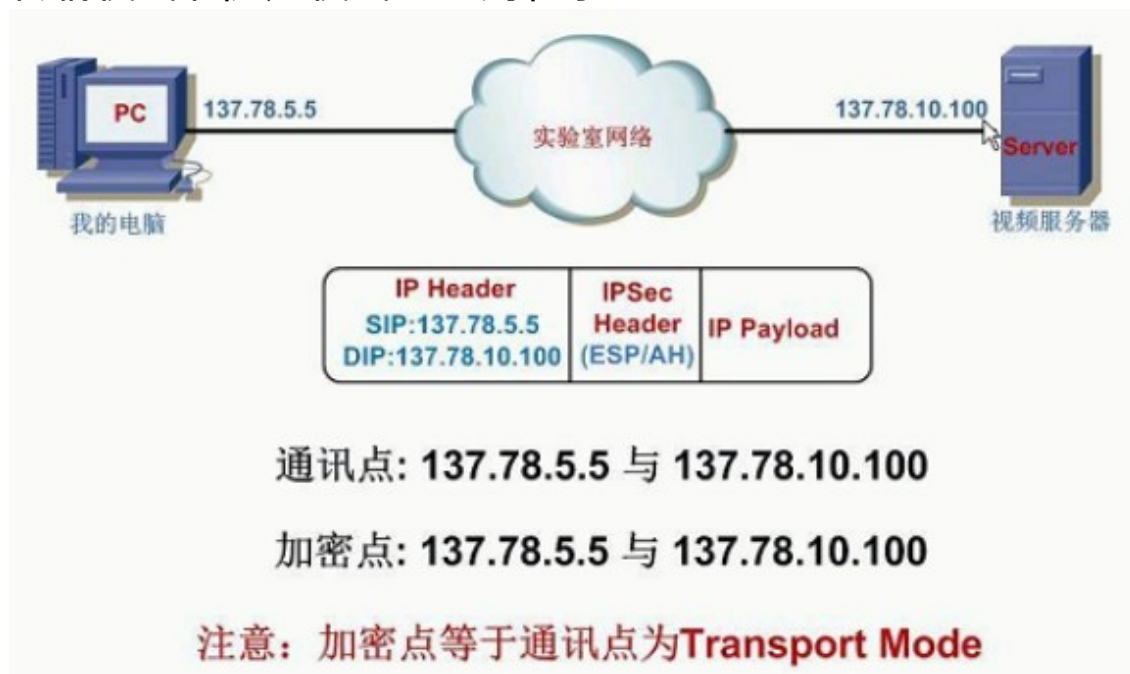 PC
137.78.5.5
实验室网络
137.78.10.100
Server
我的电脑
视频服务器
IP Header
SIP:137.78.5.5
DIP:137.78.10.100
IPSec
Header
(ESP/AH)
IP Payload
通讯点: 137.78.5.5 与 137.78.10.100
加密点: 137.78.5.5 与 137.78.10.100
注意：加密点等于通讯点为Transport Mode